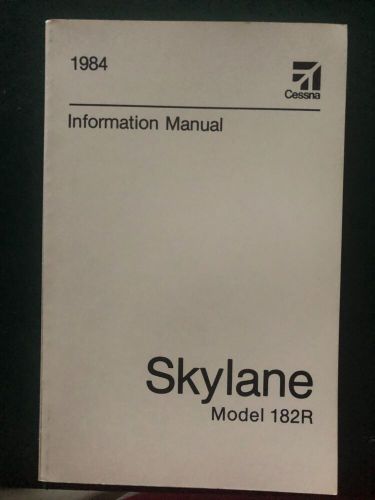 1984
Cessna
Information Manual
Skylane
Model 182R